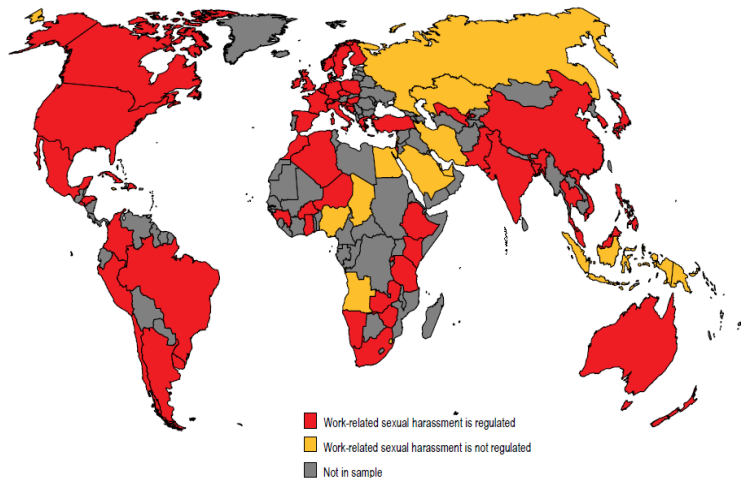 Work-related sexual harassment is regulated
Work-related sexual harassment is not regulated
Not in sample